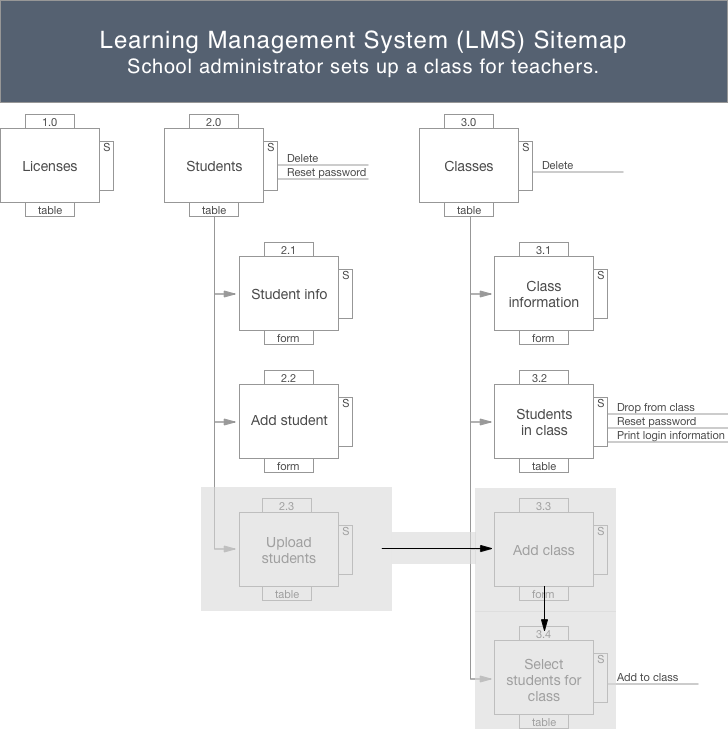 Learning Management System (LMS) Sitemap
School administrator sets up a class for teachers.
1.0
S
Licenses
table
2.0
S
Students
Delete
Reset password
table
3.0
S
Classes
Delete
table
2.1
S
Student info
form
3.1
S
Class
information
form
2.2
S
Add student
form
3.2
S
Students
in class
Drop from class
Reset password
Print login information
table
2.3
S
Upload
students
table
3.3
S
Add class
form
3.4
S
Select
students for
class
Add to class
table